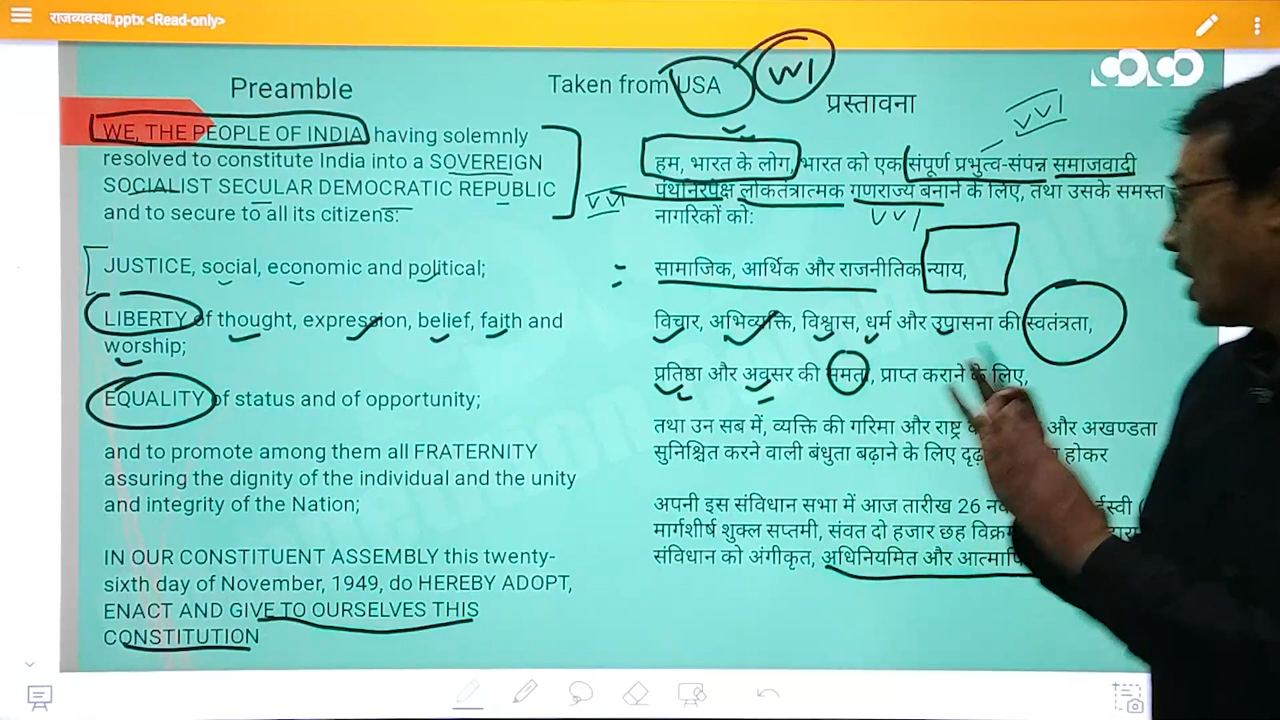 राजव्यवस्था.pptx <Read-only>
Preamble
Taken from USA
WI
COCO
प्रस्तावना
VVI
WE, THE PEOPLE OF INDIA having solemnly
resolved to constitute India into a SOVEREIGN
SOCIALIST SECULAR DEMOCRATIC REPUBLIC
and to secure to all its citizens:
JUSTICE, social, economic and political;
LIBERTY of thought, expression, belief, faith and
worship;
EQUALITY of status and of opportunity;
and to promote among them all FRATERNITY
assuring the dignity of the individual and the unity
and integrity of the Nation;
IN OUR CONSTITUENT ASSEMBLY this twenty-
sixth day of November, 1949, do HEREBY ADOPT,
ENACT AND GIVE TO OURSELVES THIS
CONSTITUTION
हम, भारत के लोग, भारत को एक संपूर्ण प्रभुत्व-संपन्न समाजवादी
पंथनिरपेक्ष लोकतंत्रात्मक गणराज्य बनाने के लिए, तथा उसके समस्त
VVI
नागरिकों को:
VVI
सामाजिक, आर्थिक और राजनीतिक न्याय,
विचार, अभिव्यक्ति, विश्वास, धर्म और उपासना की स्वतंत्रता,
प्रतिष्ठा और अवसर की समता, प्राप्त कराने के लिए,
तथा उन सब में, व्यक्ति की गरिमा और राष्ट्र और अखण्डता
सुनिश्चित करने वाली बंधुता बढ़ाने के लिए होकर
अपनी इस संविधान सभा में आज तारीख 26
मार्गशीर्ष शुक्ल सप्तमी, संवत दो हजार छह
संविधान को अंगीकृत, अधिनियमित और